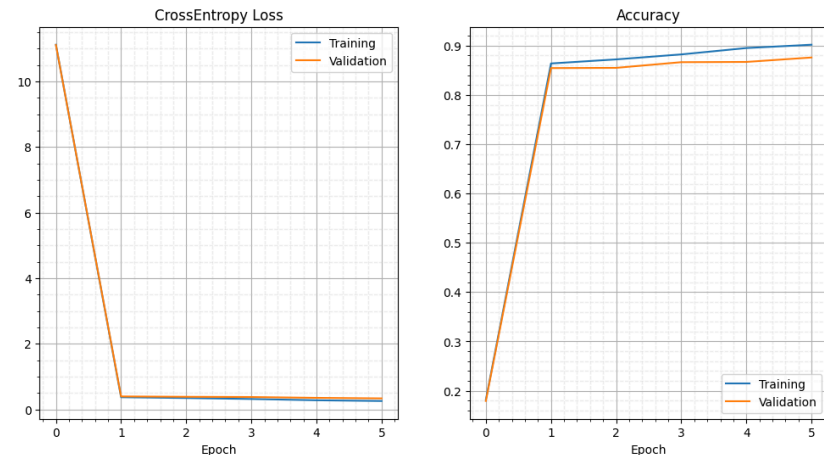 CrossEntropy Loss
Training
Validation
10
8
6
4
2
0
0 1 2 3 4 5
Epoch
Accuracy
0.9
0.8
0.7
0.6
0.5
0.4
0.3
0.2
Training
Validation
0 1 2 3 4 5
Epoch